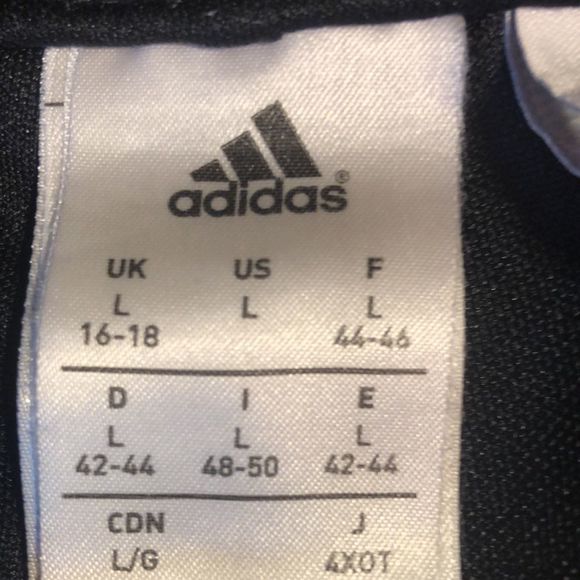 adidas®
UK US F
L L L
16-18 44-46
D I E
L L L
42-44 48-50 42-44
CDN J
L/G 4XOT